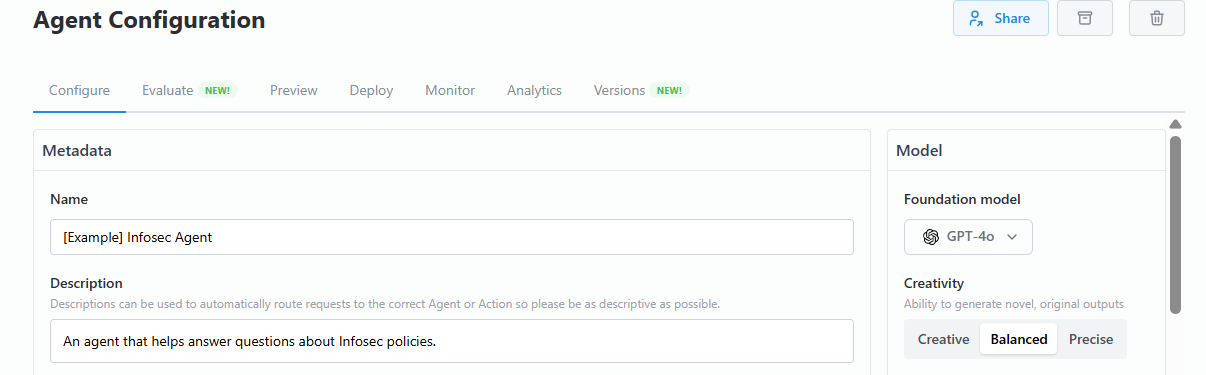 Agent Configuration
Share
Configure Evaluate NEW! Preview Deploy Monitor Analytics Versions NEW!
Metadata
Name
[Example] Infosec Agent
Description
Descriptions can be used to automatically route requests to the correct Agent or Action so please be as descriptive as possible.
An agent that helps answer questions about Infosec policies.
Model
Foundation model
GPT-4o
Creativity
Ability to generate novel, original outputs
Creative Balanced Precise